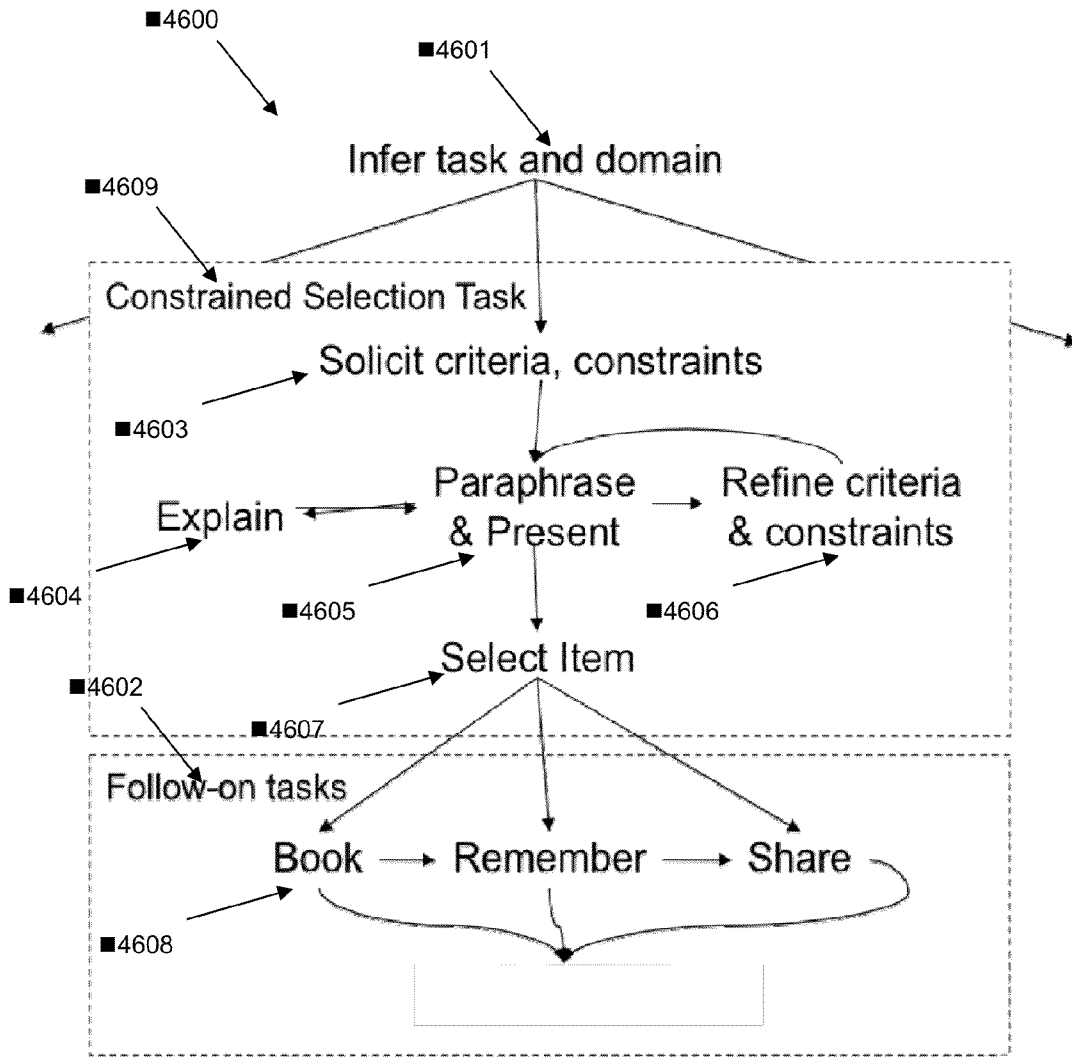 ■4600
■4601
Infer task and domain
■4609
Constrained Selection Task
Solicit criteria, constraints
■4603
Paraphrase
& Present
Refine criteria
& constraints
Explain
■4604
■4605
■4606
Select Item
■4602
■4607
Follow-on tasks
Book
Remember
Share
■4608